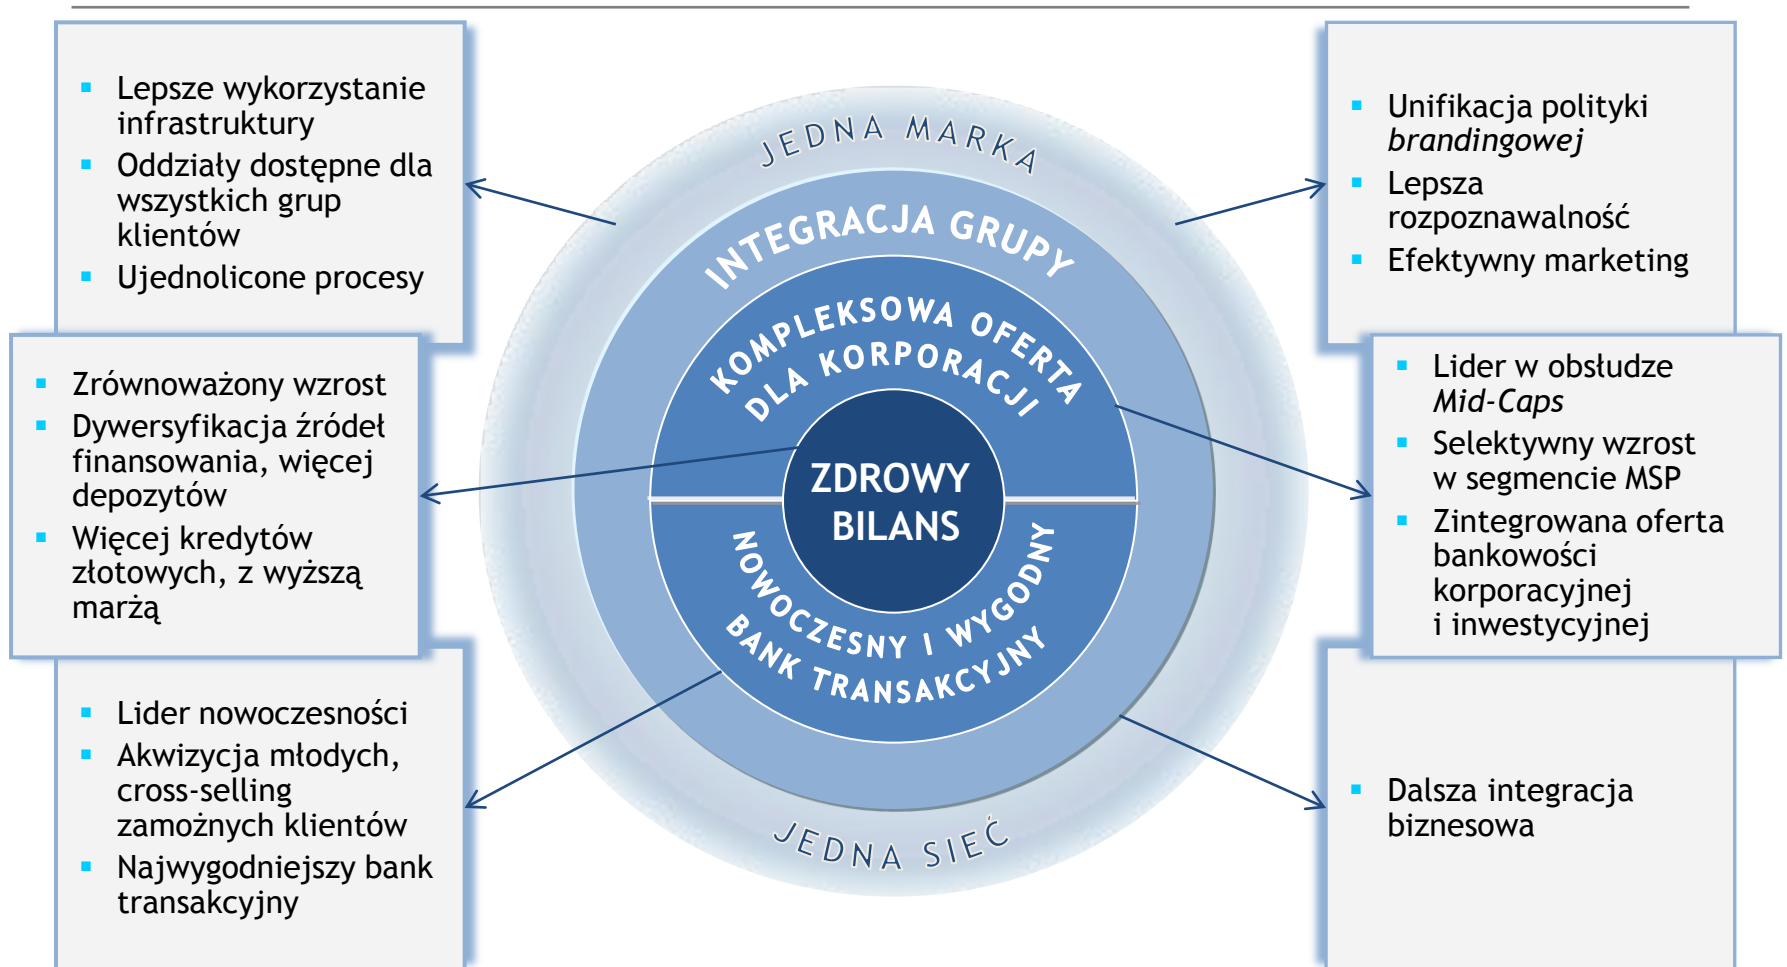 Lepsze wykorzystanie
infrastruktury
Oddziały dostępne dla
wszystkich grup
klientów
Ujednolicone procesy
Zrównoważony wzrost
Dywersyfikacja źródeł
finansowania, więcej
depozytów
Więcej kredytów
złotowych, z wyższą
marżą
Lider nowoczesności
Akwizycja młodych,
cross-selling
zamożnych klientów
Najwygodniejszy bank
transakcyjny
JEDNA MARKA
INTEGRACJA GRUPY
KOMPLEKSOWA OFERTA
DLA KORPORACJI
ZDROWY
BILANS
NOWOCZESNY I WYGODNY
BANK TRANSAKCYJNY
JEDNA SIEĆ
Unifikacja polityki
brandingowej
Lepsza
rozpoznawalność
Efektywny marketing
Lider w obsłudze
Mid-Caps
Selektywny wzrost
w segmencie MSP
Zintegrowana oferta
bankowości
korporacyjnej
i inwestycyjnej
Dalsza integracja
biznesowa